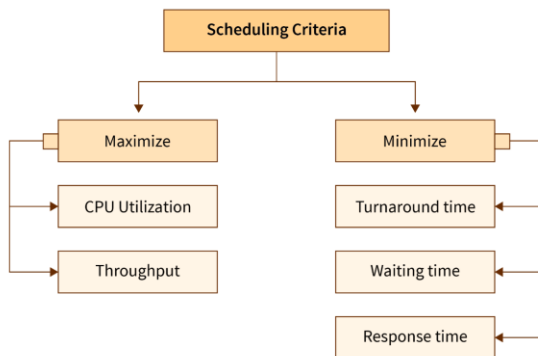 Scheduling Criteria
Maximize
Minimize
CPU Utilization
Turnaround time
Throughput
Waiting time
Response time